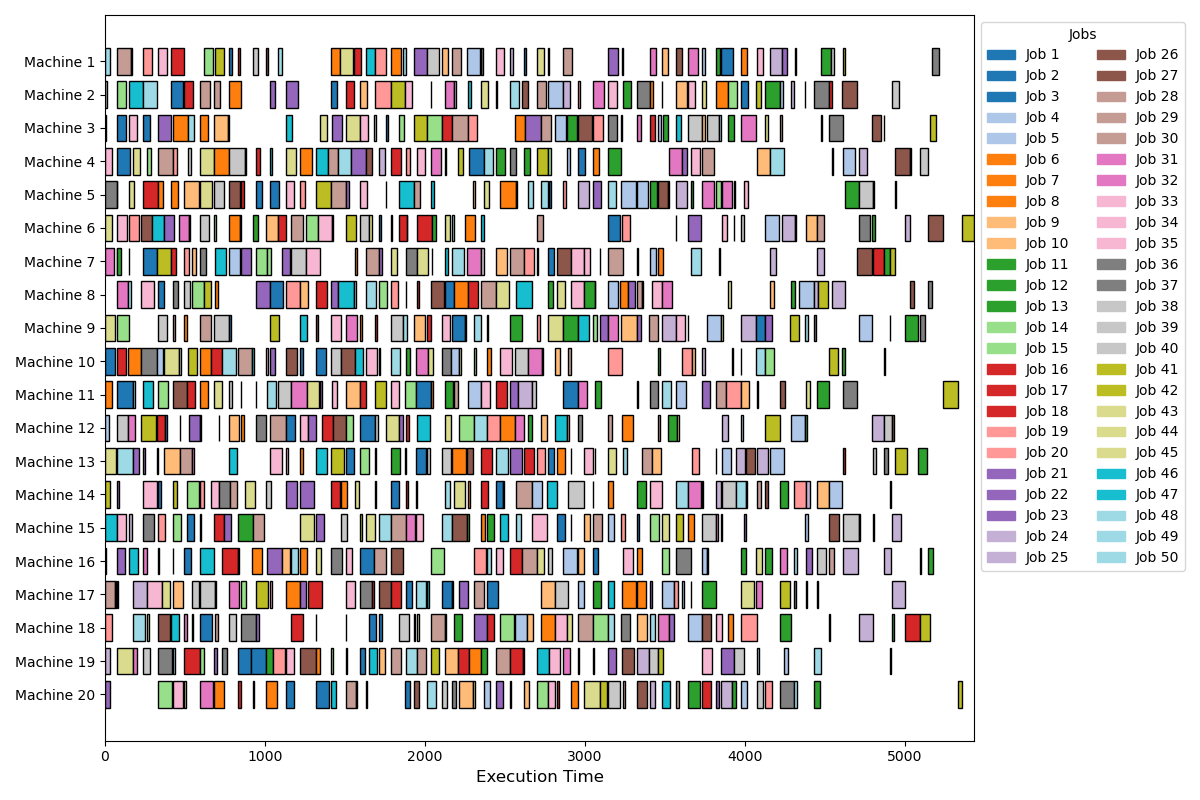 Machine 1
Machine 2
Machine 3
Machine 4
Machine 5
Machine 6
Machine 7
Machine 8
Machine 9
Machine 10
Machine 11
Machine 12
Machine 13
Machine 14
Machine 15
Machine 16
Machine 17
Machine 18
Machine 19
Machine 20
0 1000 2000 3000 4000 5000
Execution Time
Jobs
Job 1 Job 26
Job 2 Job 27
Job 3 Job 28
Job 4 Job 29
Job 5 Job 30
Job 6 Job 31
Job 7 Job 32
Job 8 Job 33
Job 9 Job 34
Job 10 Job 35
Job 11 Job 36
Job 12 Job 37
Job 13 Job 38
Job 14 Job 39
Job 15 Job 40
Job 16 Job 41
Job 17 Job 42
Job 18 Job 43
Job 19 Job 44
Job 20 Job 45
Job 21 Job 46
Job 22 Job 47
Job 23 Job 48
Job 24 Job 49
Job 25 Job 50